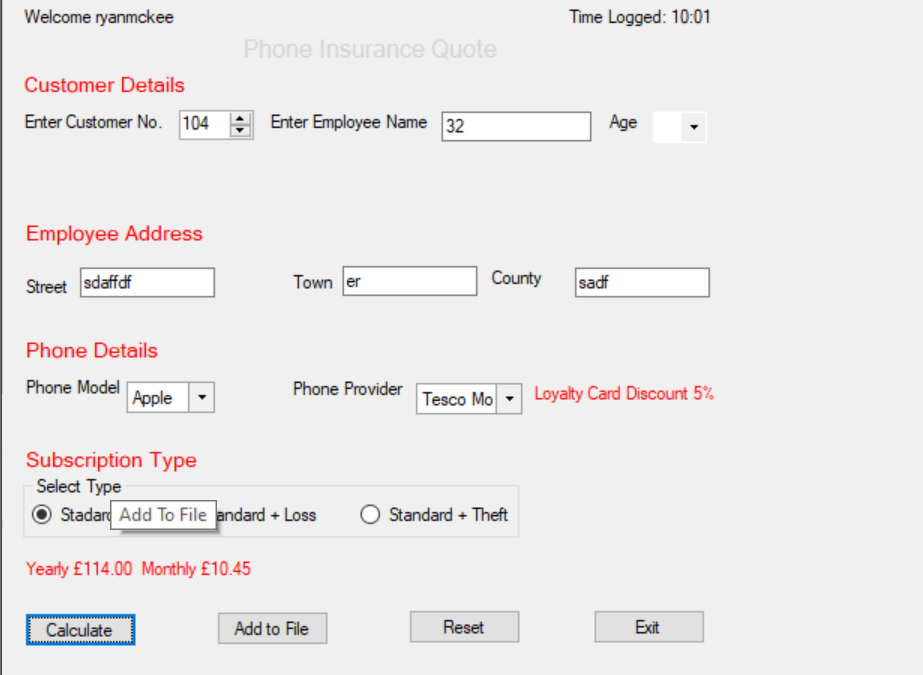 Welcome ryanmckee Time Logged: 10:01
Phone Insurance Quote
Customer Details
Enter Customer No. 104 Enter Employee Name 32 Age
Employee Address
Street sdaffdf Town er County sadf
Phone Details
Phone Model Apple Phone Provider Tesco Mo Loyalty Card Discount 5%
Subscription Type
Select Type
Stadard Add To File andard + Loss Standard + Theft
Yearly £114.00 Monthly £10.45
Calculate Add to File Reset Exit